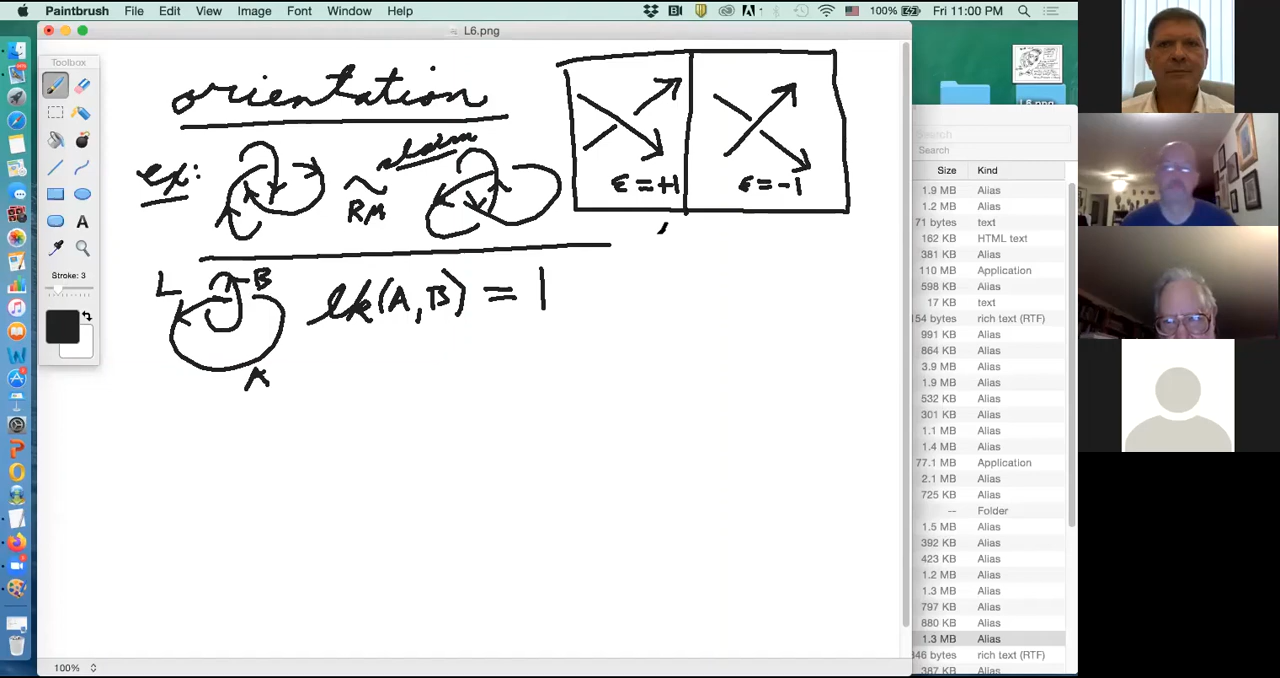 Paintbrush File Edit View Image Font Window Help
100% Fri 11:00 PM
L6.png
Toolbox
Stroke: 3
orientation
ex: ~ RM claim
ε = +1 ε = -1
L B A lk(A,B) = 1
100%
L6.png
Search
Search
Size Kind
1.9 MB Alias
1.2 MB Alias
71 bytes text
162 KB HTML text
381 KB Alias
110 MB Application
598 KB Alias
17 KB text
154 bytes rich text (RTF)
991 KB Alias
864 KB Alias
3.9 MB Alias
1.9 MB Alias
532 KB Alias
301 KB Alias
1.1 MB Alias
1.4 MB Alias
77.1 MB Application
2.1 MB Alias
725 KB Alias
-- Folder
1.5 MB Alias
392 KB Alias
423 KB Alias
1.2 MB Alias
1.3 MB Alias
797 KB Alias
880 KB Alias
1.3 MB Alias
346 bytes rich text (RTF)
387 KB Alias